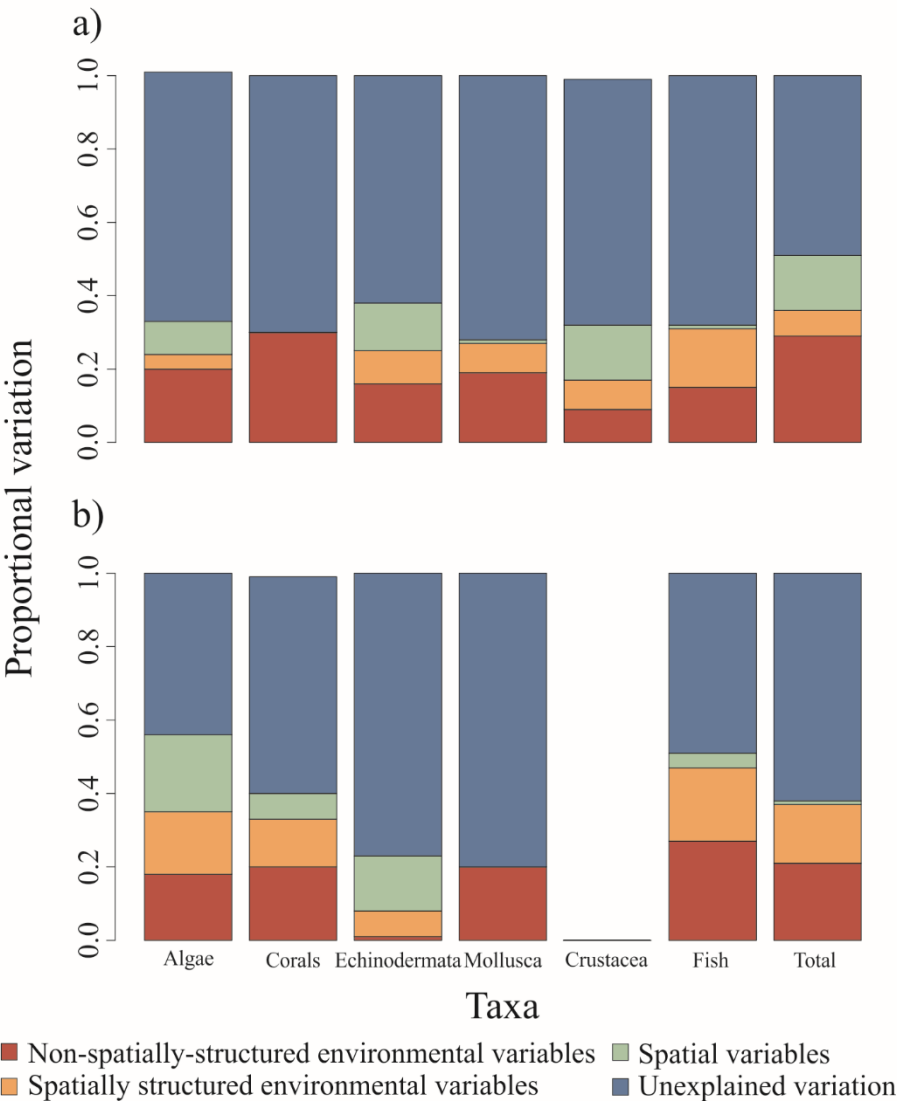 a)
1.0
0.8
0.6
0.4
0.2
0.0
Proportional variation
b)
1.0
0.8
0.6
0.4
0.2
0.0
Algae Corals Echinodermata Mollusca Crustacea Fish Total
Taxa
Non-spatially-structured environmental variables Spatial variables
Spatially structured environmental variables Unexplained variation